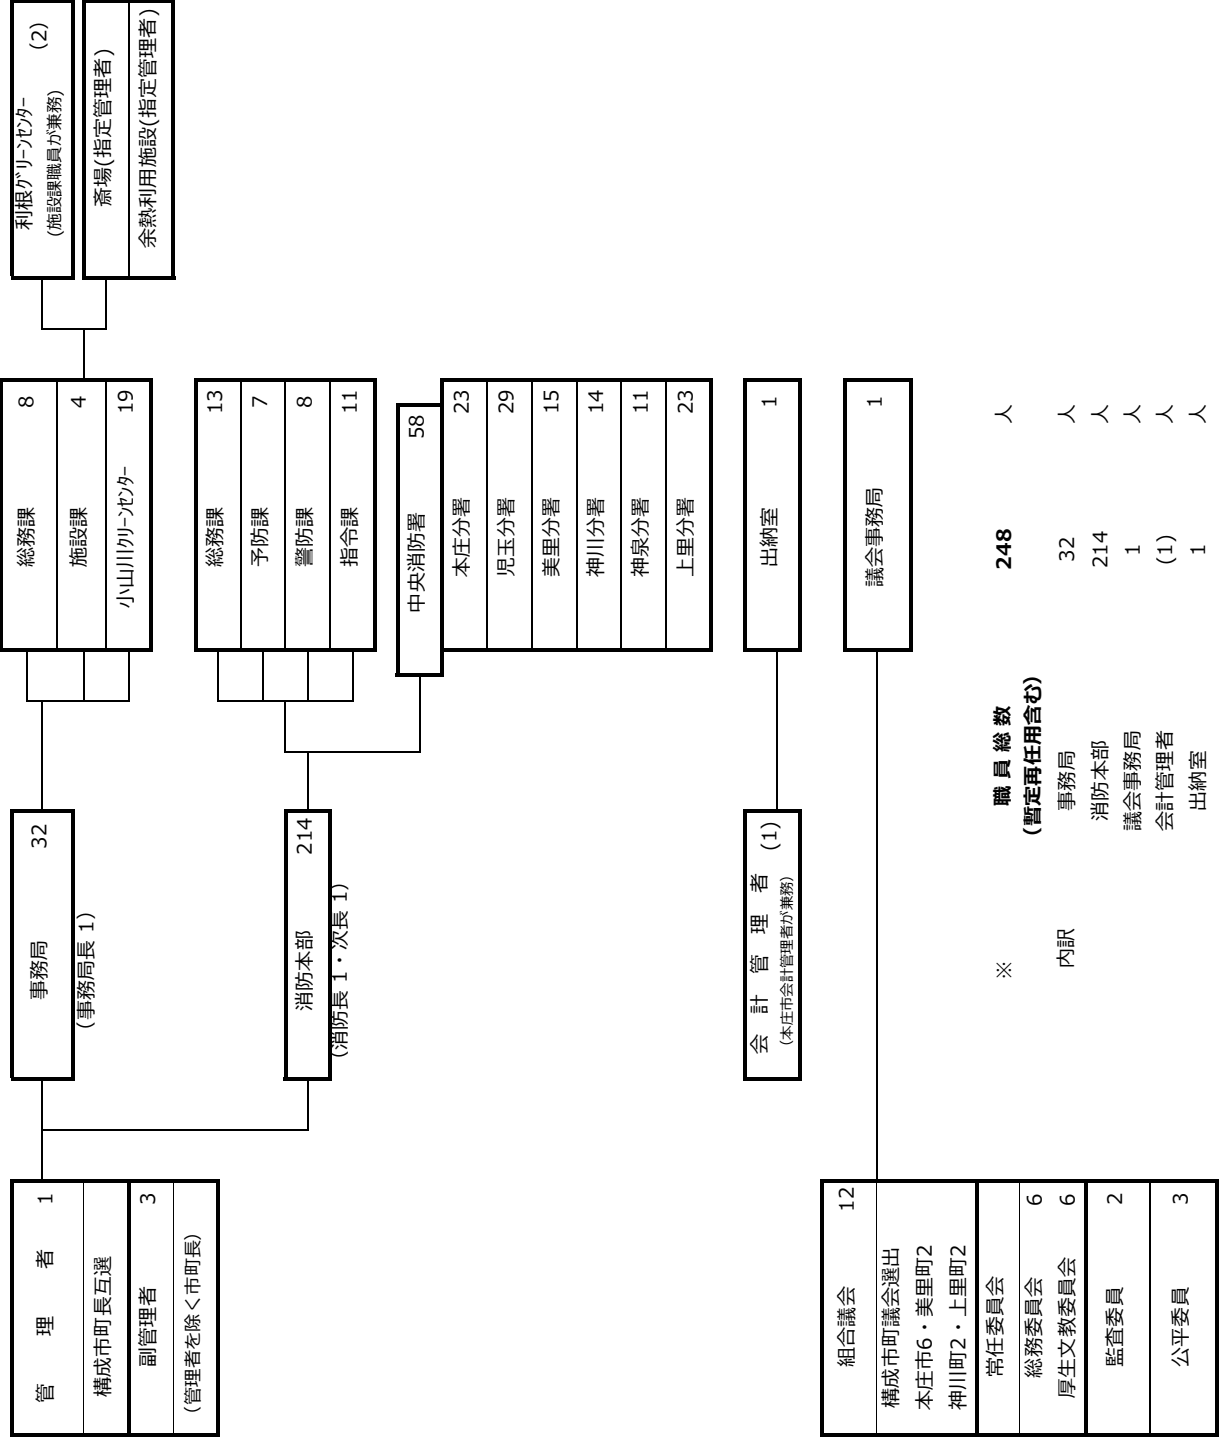 管 理 者 1
構成市町長互選
副管理者 3
(管理者を除く市町長)
事務局 32
(事務局長 1)
総務課 8
施設課 4
小山川ｸﾘｰﾝｾﾝﾀｰ 19
利根ｸﾞﾘｰﾝｾﾝﾀｰ (2)
(施設課職員が兼務)
斎場(指定管理者)
余熱利用施設(指定管理者)
消防本部 214
(消防長 1・次長 1)
総務課 13
予防課 7
警防課 8
指令課 11
中央消防署 58
本庄分署 23
児玉分署 29
美里分署 15
神川分署 14
神泉分署 11
上里分署 23
会 計 管 理 者 (1)
(本庄市会計管理者が兼務)
出納室 1
組合議会 12
構成市町議会選出
本庄市6・美里町2
神川町2・上里町2
常任委員会
総務委員会 6
厚生文教委員会 6
監査委員 2
公平委員 3
議会事務局 1
※ 職 員 総 数 248 人
(暫定再任用含む)
内訳 事務局 32 人
消防本部 214 人
議会事務局 1 人
会計管理者 (1) 人
出納室 1 人